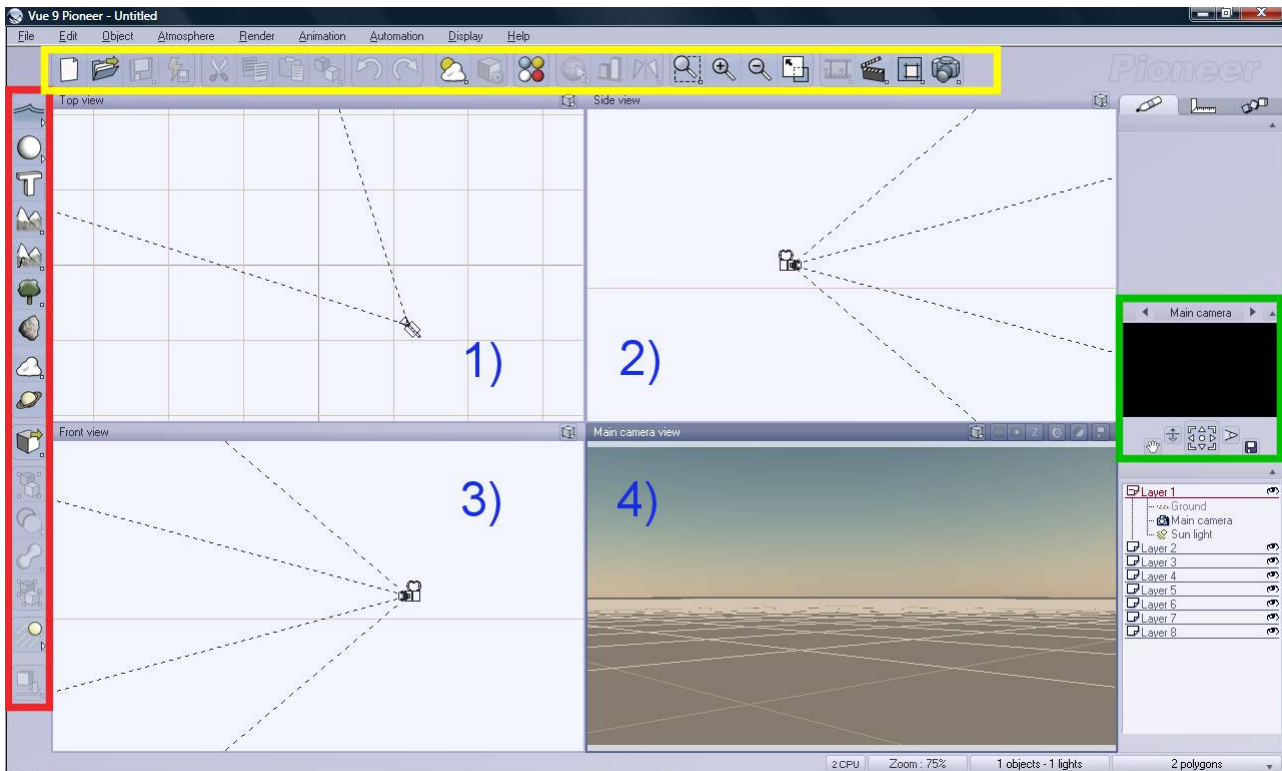 Vue 9 Pioneer - Untitled
File Edit Object Atmosphere Render Animation Automation Display Help
Pioneer
Top view
Side view
1)
2)
Main camera
Front view
Main camera view
Z
3)
4)
Layer 1
Ground
Main camera
Sun light
Layer 2
Layer 3
Layer 4
Layer 5
Layer 6
Layer 7
Layer 8
2 CPU Zoom : 75% 1 objects - 1 lights 2 polygons